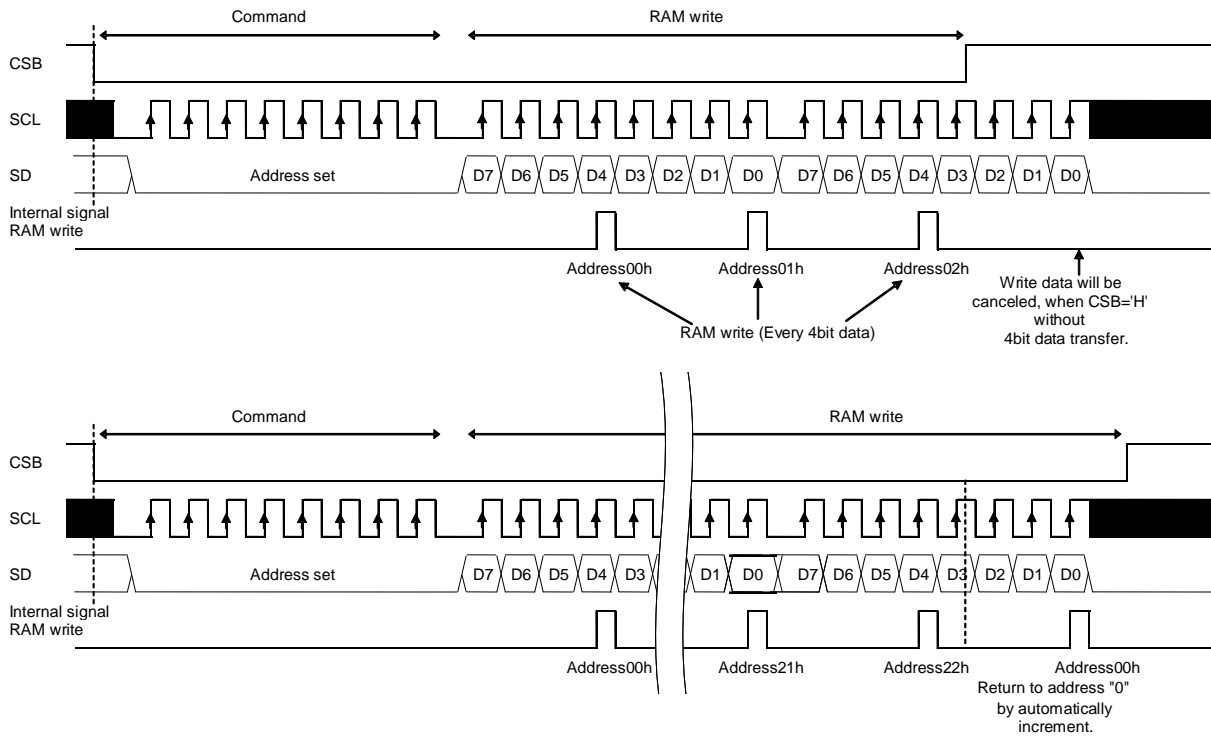 Command RAM write
CSB
SCL
SD Address set D7 D6 D5 D4 D3 D2 D1 D0 D7 D6 D5 D4 D3 D2 D1 D0
Internal signal
RAM write
Address00h Address01h Address02h
Write data will be
canceled, when CSB='H'
without
4bit data transfer.
RAM write (Every 4bit data)
Command RAM write
CSB
SCL
SD Address set D7 D6 D5 D4 D3 D1 D0 D7 D6 D5 D4 D3 D2 D1 D0
Internal signal
RAM write
Address00h Address21h Address22h Address00h
Return to address "0"
by automatically
increment.